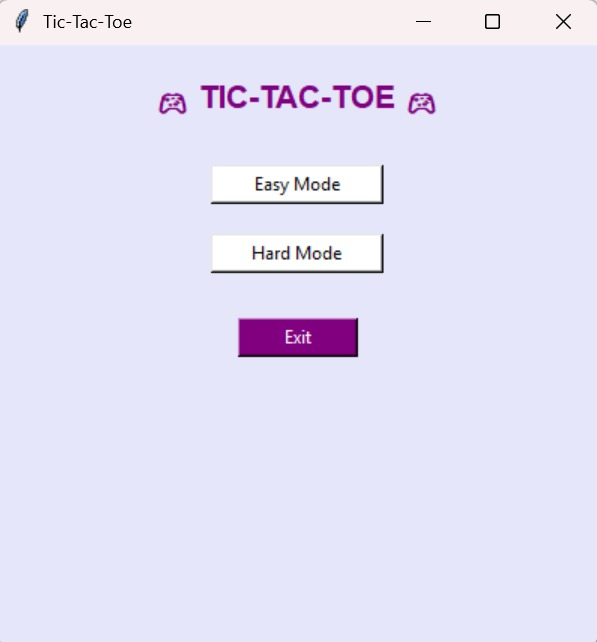 Tic-Tac-Toe
🎮 TIC-TAC-TOE 🎮
Easy Mode
Hard Mode
Exit